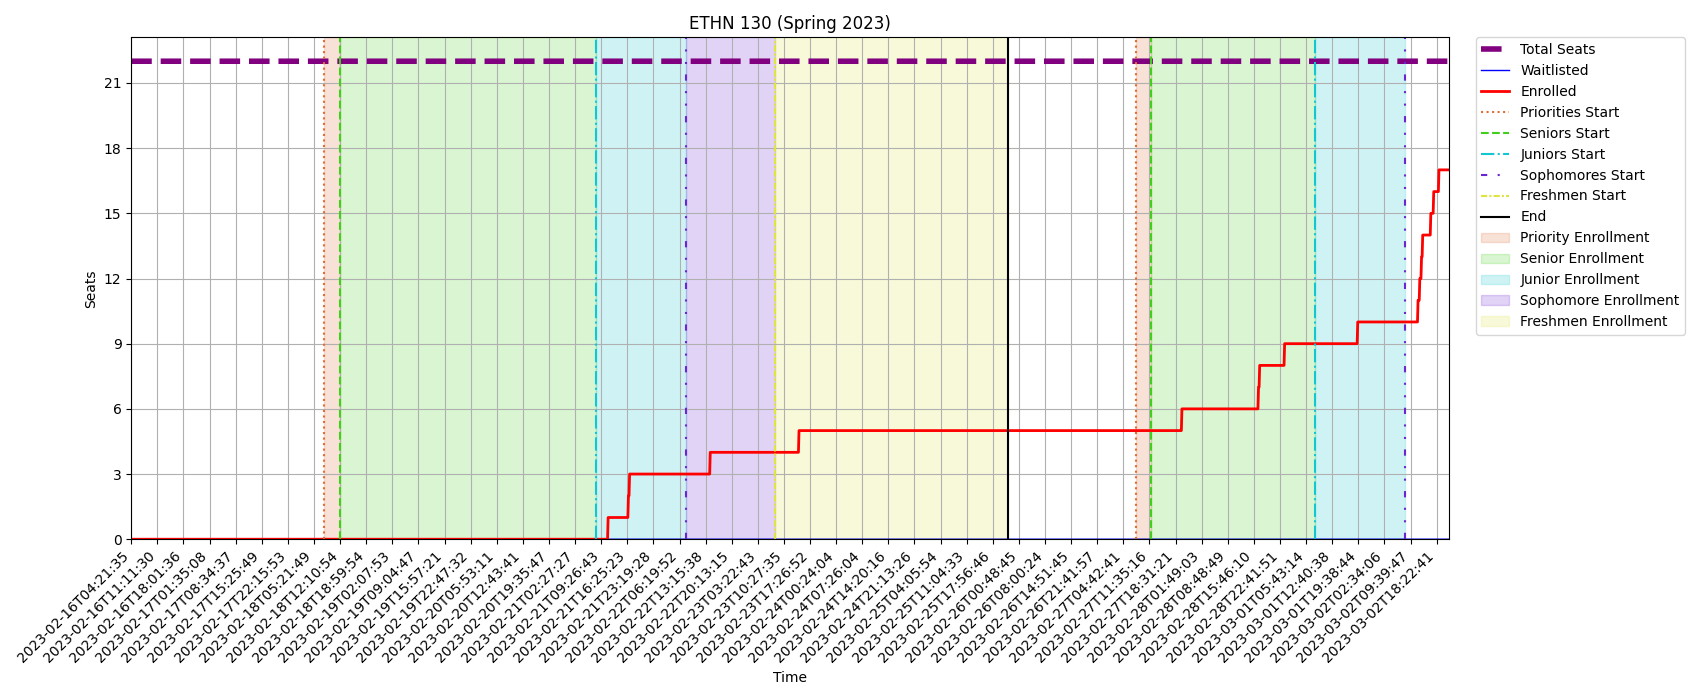 ETHN 130 (Spring 2023)
Seats
21
18
15
12
9
6
3
0
2023-02-16T04:21:35
2023-02-16T11:11:30
2023-02-16T18:01:36
2023-02-17T01:35:08
2023-02-17T08:34:37
2023-02-17T15:25:49
2023-02-17T22:15:53
2023-02-18T05:21:49
2023-02-18T12:10:54
2023-02-18T18:59:54
2023-02-19T02:07:53
2023-02-19T09:04:47
2023-02-19T15:57:21
2023-02-19T22:47:32
2023-02-20T05:53:11
2023-02-20T12:43:41
2023-02-20T19:35:47
2023-02-21T02:27:27
2023-02-21T09:26:43
2023-02-21T16:25:23
2023-02-21T23:19:28
2023-02-22T06:19:52
2023-02-22T13:15:38
2023-02-22T20:13:15
2023-02-23T03:22:43
2023-02-23T10:27:35
2023-02-23T17:26:52
2023-02-24T00:24:04
2023-02-24T07:26:04
2023-02-24T14:20:16
2023-02-24T21:13:26
2023-02-25T04:05:54
2023-02-25T11:04:33
2023-02-25T17:56:46
2023-02-26T00:48:45
2023-02-26T08:00:24
2023-02-26T14:51:45
2023-02-26T21:41:57
2023-02-27T04:42:41
2023-02-27T11:35:16
2023-02-27T18:31:21
2023-02-28T01:49:03
2023-02-28T08:48:49
2023-02-28T15:46:10
2023-02-28T22:41:51
2023-03-01T05:43:14
2023-03-01T12:40:38
2023-03-01T19:38:44
2023-03-02T02:34:06
2023-03-02T09:39:47
2023-03-02T18:22:41
Time
Total Seats
Waitlisted
Enrolled
Priorities Start
Seniors Start
Juniors Start
Sophomores Start
Freshmen Start
End
Priority Enrollment
Senior Enrollment
Junior Enrollment
Sophomore Enrollment
Freshmen Enrollment